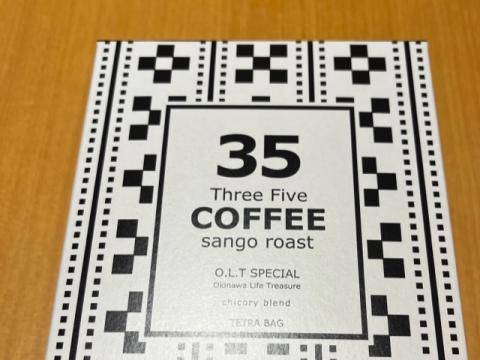 35
Three Five
COFFEE
sango roast
O.L.T SPECIAL
Okinawa Life Treasure
chicory blend
TETRA BAG